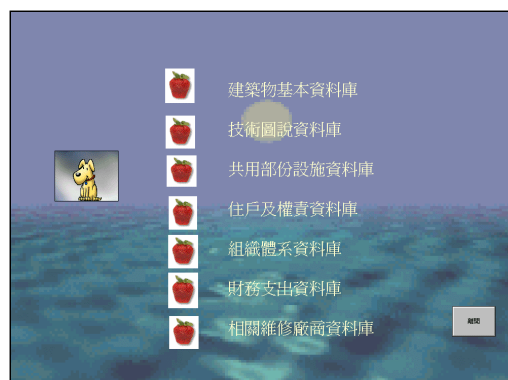 建築物基本資料庫
技術圖說資料庫
共用部份設施資料庫
住戶及權責資料庫
組織體系資料庫
財務支出資料庫
相關維修廠商資料庫
離開